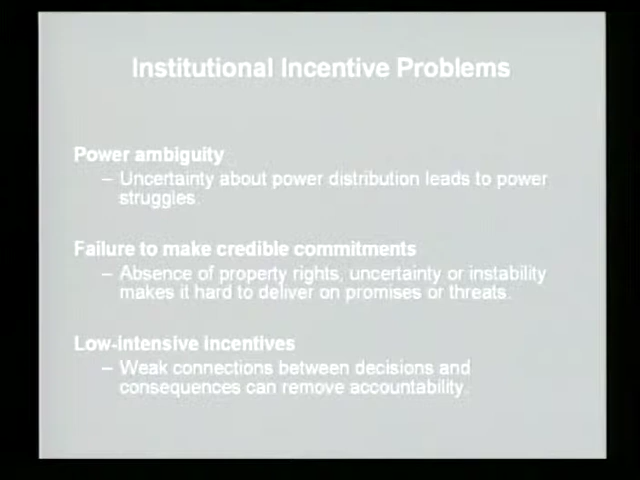 Institutional Incentive Problems
Power ambiguity
– Uncertainty about power distribution leads to power
struggles.
Failure to make credible commitments
– Absence of property rights, uncertainty or instability
makes it hard to deliver on promises or threats.
Low-intensive incentives
– Weak connections between decisions and
consequences can remove accountability.